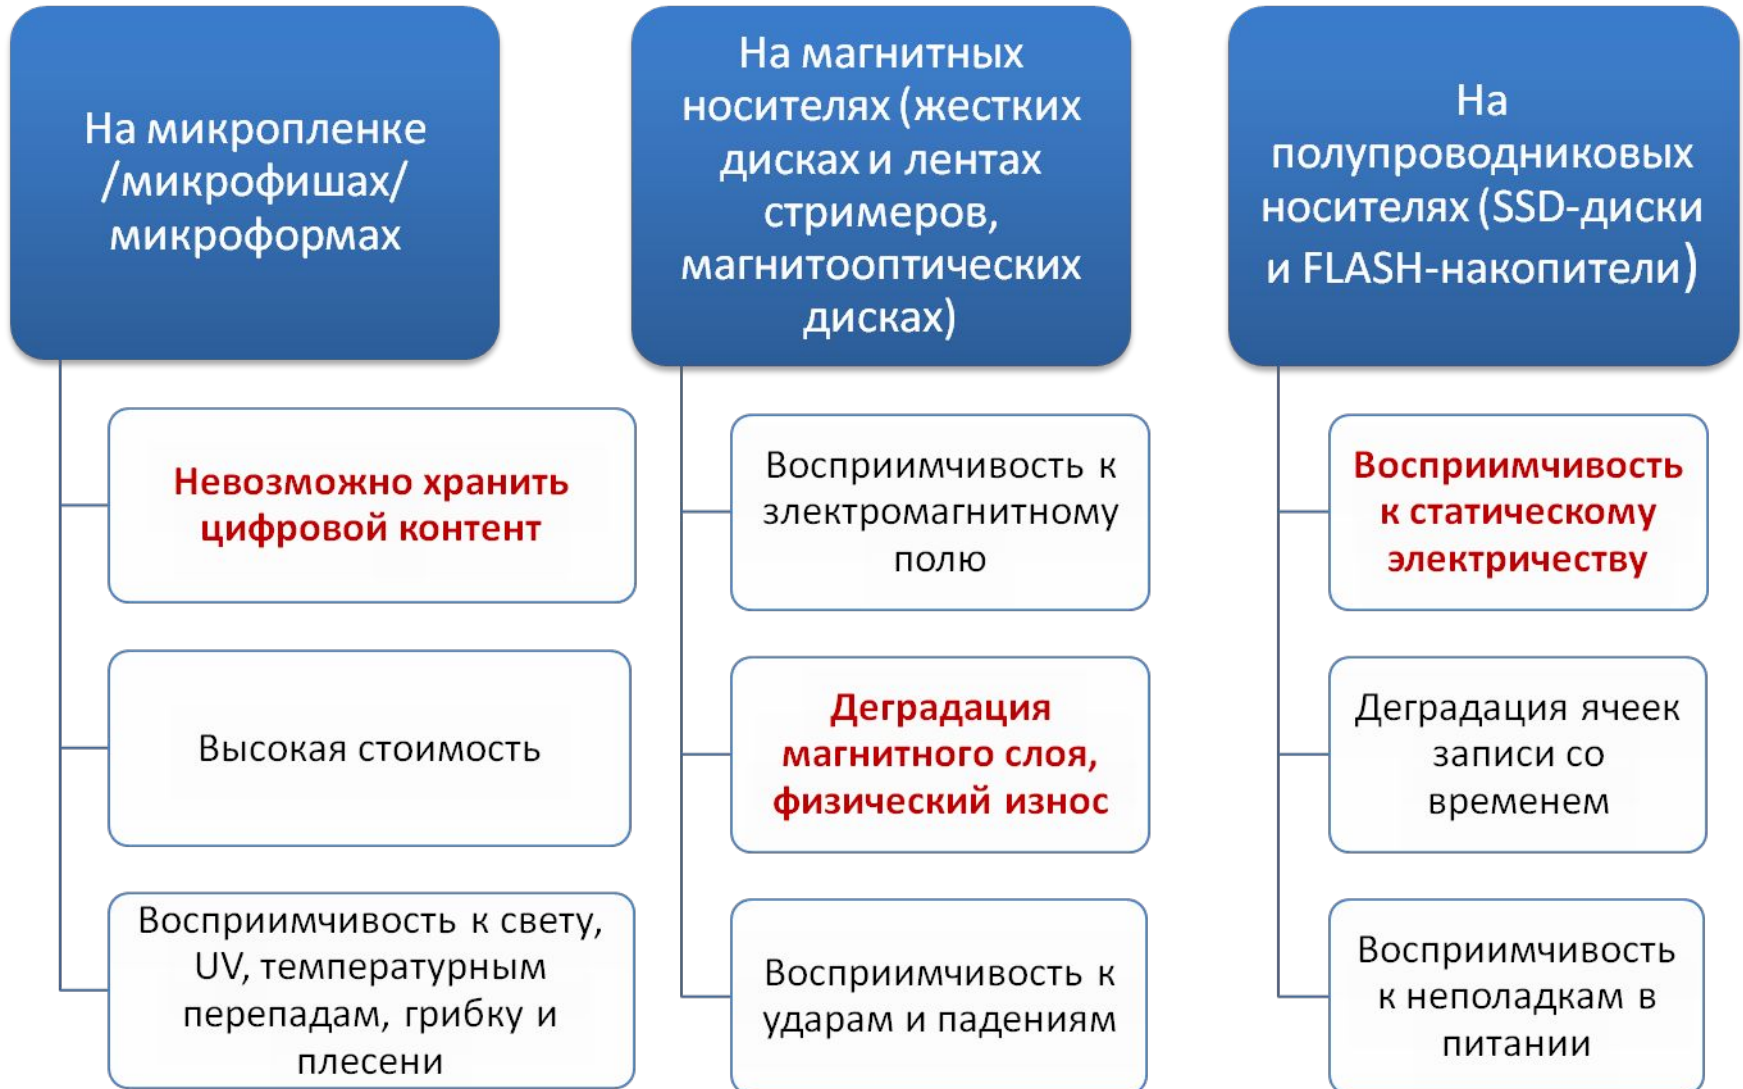 На микропленке
/микрофишах/
микроформах
Невозможно хранить
цифровой контент
Высокая стоимость
Восприимчивость к свету,
UV, температурным
перепадам, грибку и
плесени
На магнитных
носителях (жестких
дисках и лентах
стримеров,
магнитооптических
дисках)
Восприимчивость к
злектромагнитному
полю
Деградация
магнитного слоя,
физический износ
Восприимчивость к
ударам и падениям
На
полупроводниковых
носителях (SSD-диски
и FLASH-накопители)
Восприимчивость
к статическому
электричеству
Деградация ячеек
записи со
временем
Восприимчивость
к неполадкам в
питании